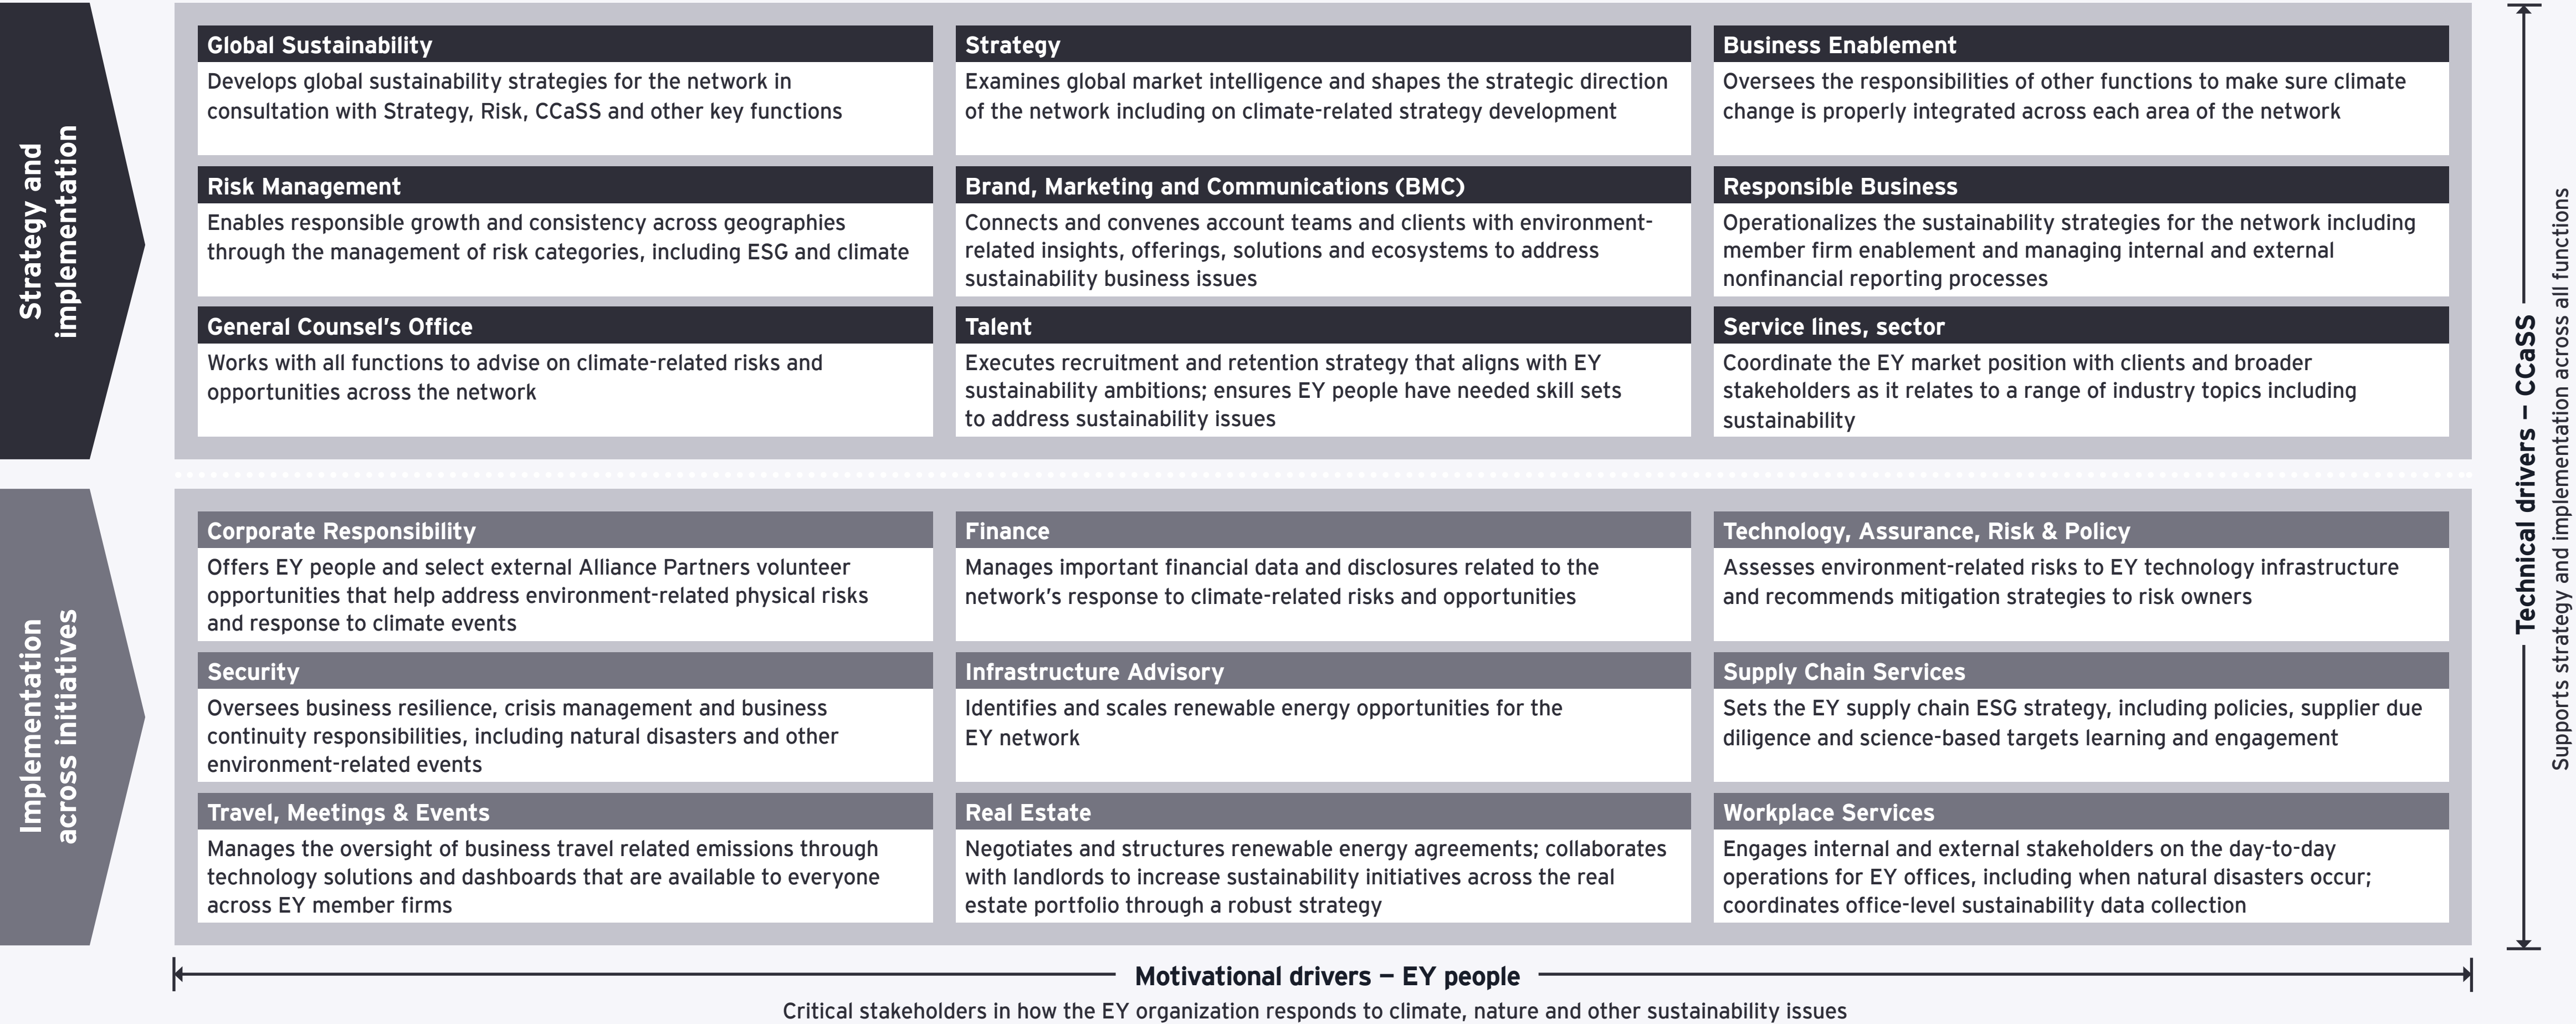 Strategy and
implementation
Global Sustainability
Develops global sustainability strategies for the network in
consultation with Strategy, Risk, CCaSS and other key functions
Strategy
Examines global market intelligence and shapes the strategic direction
of the network including on climate-related strategy development
Business Enablement
Oversees the responsibilities of other functions to make sure climate
change is properly integrated across each area of the network
Risk Management
Enables responsible growth and consistency across geographies
through the management of risk categories, including ESG and climate
Brand, Marketing and Communications (BMC)
Connects and convenes account teams and clients with environment-
related insights, offerings, solutions and ecosystems to address
sustainability business issues
Responsible Business
Operationalizes the sustainability strategies for the network including
member firm enablement and managing internal and external
nonfinancial reporting processes
General Counsel’s Office
Works with all functions to advise on climate-related risks and
opportunities across the network
Talent
Executes recruitment and retention strategy that aligns with EY
sustainability ambitions; ensures EY people have needed skill sets
to address sustainability issues
Service lines, sector
Coordinate the EY market position with clients and broader
stakeholders as it relates to a range of industry topics including
sustainability
Implementation
across initiatives
Corporate Responsibility
Offers EY people and select external Alliance Partners volunteer
opportunities that help address environment-related physical risks
and response to climate events
Finance
Manages important financial data and disclosures related to the
network’s response to climate-related risks and opportunities
Technology, Assurance, Risk & Policy
Assesses environment-related risks to EY technology infrastructure
and recommends mitigation strategies to risk owners
Security
Oversees business resilience, crisis management and business
continuity responsibilities, including natural disasters and other
environment-related events
Infrastructure Advisory
Identifies and scales renewable energy opportunities for the
EY network
Supply Chain Services
Sets the EY supply chain ESG strategy, including policies, supplier due
diligence and science-based targets learning and engagement
Travel, Meetings & Events
Manages the oversight of business travel related emissions through
technology solutions and dashboards that are available to everyone
across EY member firms
Real Estate
Negotiates and structures renewable energy agreements; collaborates
with landlords to increase sustainability initiatives across the real
estate portfolio through a robust strategy
Workplace Services
Engages internal and external stakeholders on the day-to-day
operations for EY offices, including when natural disasters occur;
coordinates office-level sustainability data collection
Technical drivers – CCaSS
Supports strategy and implementation across all functions
Motivational drivers – EY people
Critical stakeholders in how the EY organization responds to climate, nature and other sustainability issues